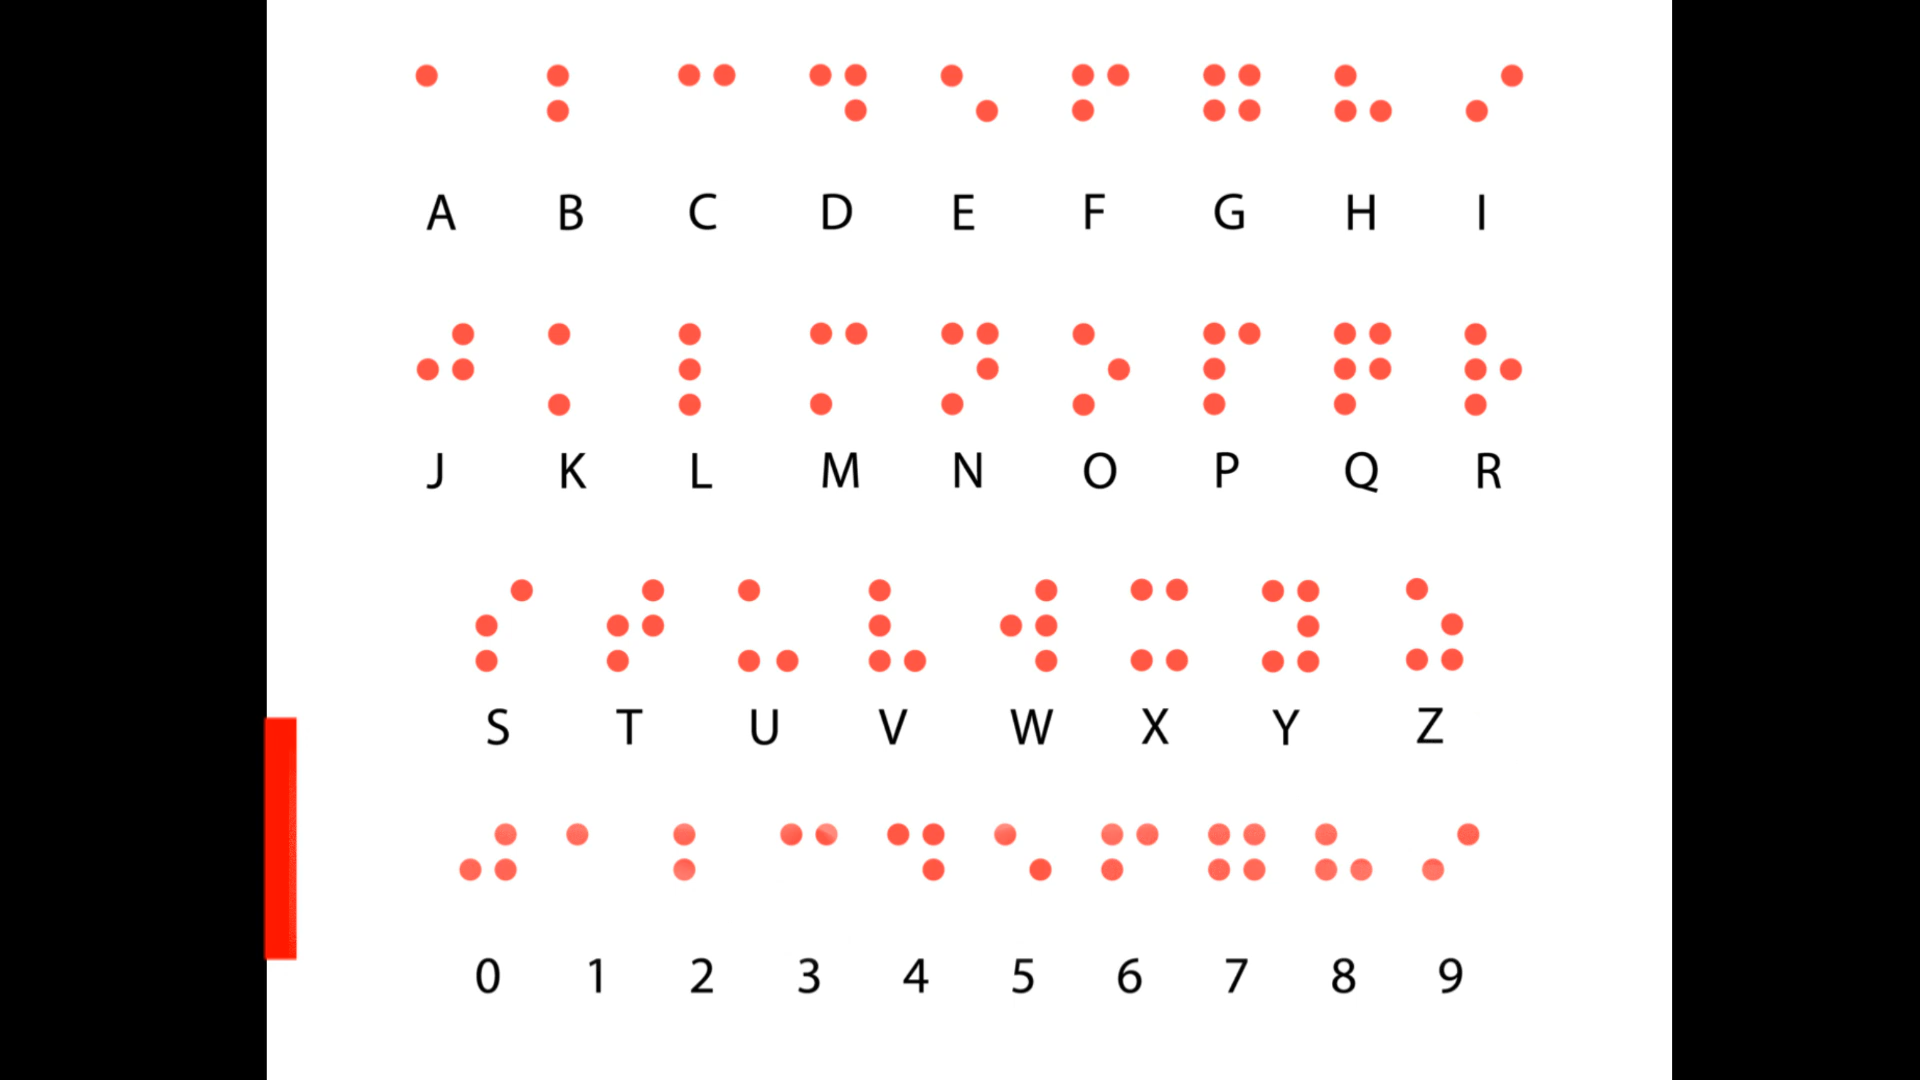 ⠁ ⠃ ⠉ ⠙ ⠑ ⠋ ⠛ ⠓ ⠊
A B C D E F G H I
⠚ ⠅ ⠇ ⠍ ⠝ ⠕ ⠏ ⠟ ⠗
J K L M N O P Q R
⠎ ⠞ ⠥ ⠧ ⠺ ⠭ ⠽ ⠵
S T U V W X Y Z
⠚ ⠁ ⠃ ⠉ ⠙ ⠑ ⠋ ⠛ ⠓ ⠊
0 1 2 3 4 5 6 7 8 9